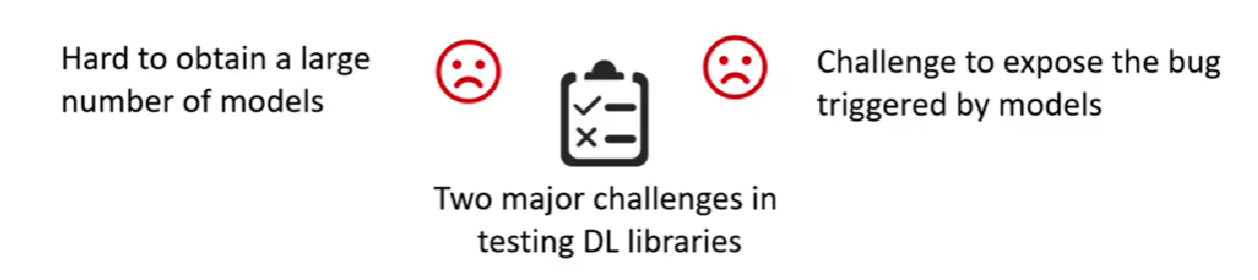 Hard to obtain a large
number of models
Challenge to expose the bug
triggered by models
Two major challenges in
testing DL libraries